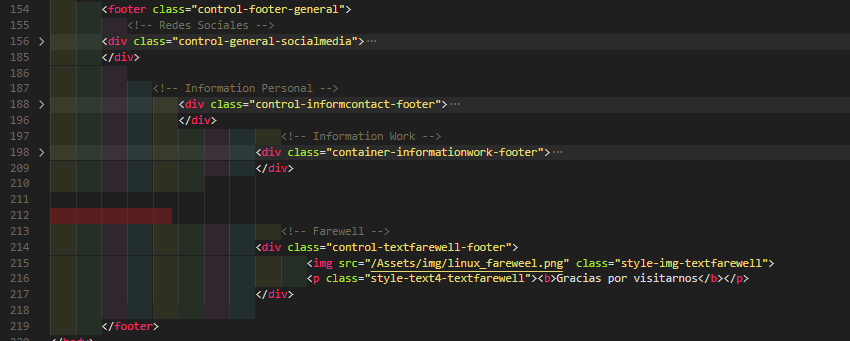 154 <footer class="control-footer-general">
155 <!-- Redes Sociales -->
156 > <div class="control-general-socialmedia"> ···
185 </div>
186
187 <!-- Information Personal -->
188 > <div class="control-informcontact-footer"> ···
196 </div>
197 <!-- Information Work -->
198 > <div class="container-informationwork-footer"> ···
209 </div>
210
211
212
213 <!-- Farewell -->
214 <div class="control-textfarewell-footer">
215 <img src="/Assets/img/linux_fareweel.png" class="style-img-textfarewell">
216 <p class="style-text4-textfarewell"><b>Gracias por visitarnos</b></p>
217 </div>
218
219 </footer>